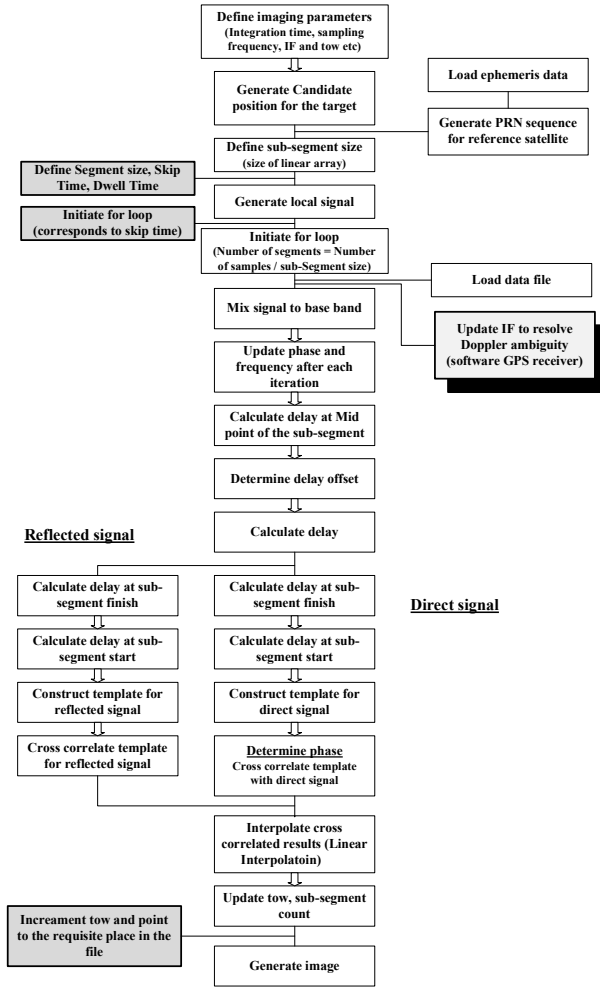 Define imaging parameters
(Integration time, sampling
frequency, IF and tow etc)
Generate Candidate
position for the target
Load ephemeris data
Generate PRN sequence
for reference satellite
Define sub-segment size
(size of linear array)
Define Segment size, Skip
Time, Dwell Time
Generate local signal
Initiate for loop
(corresponds to skip time)
Initiate for loop
(Number of segments = Number
of samples / sub-Segment size)
Load data file
Mix signal to base band
Update IF to resolve
Doppler ambiguity
(software GPS receiver)
Update phase and
frequency after each
iteration
Calculate delay at Mid
point of the sub-segment
Determine delay offset
Calculate delay
Reflected signal
Direct signal
Calculate delay at sub-
segment finish
Calculate delay at sub-
segment start
Construct template for
reflected signal
Cross correlate template
for reflected signal
Calculate delay at sub-
segment finish
Calculate delay at sub-
segment start
Construct template for
direct signal
Determine phase
Cross correlate template
with direct signal
Interpolate cross
correlated results (Linear
Interpolatoin)
Update tow, sub-segment
count
Increament tow and point
to the requisite place in the
file
Generate image